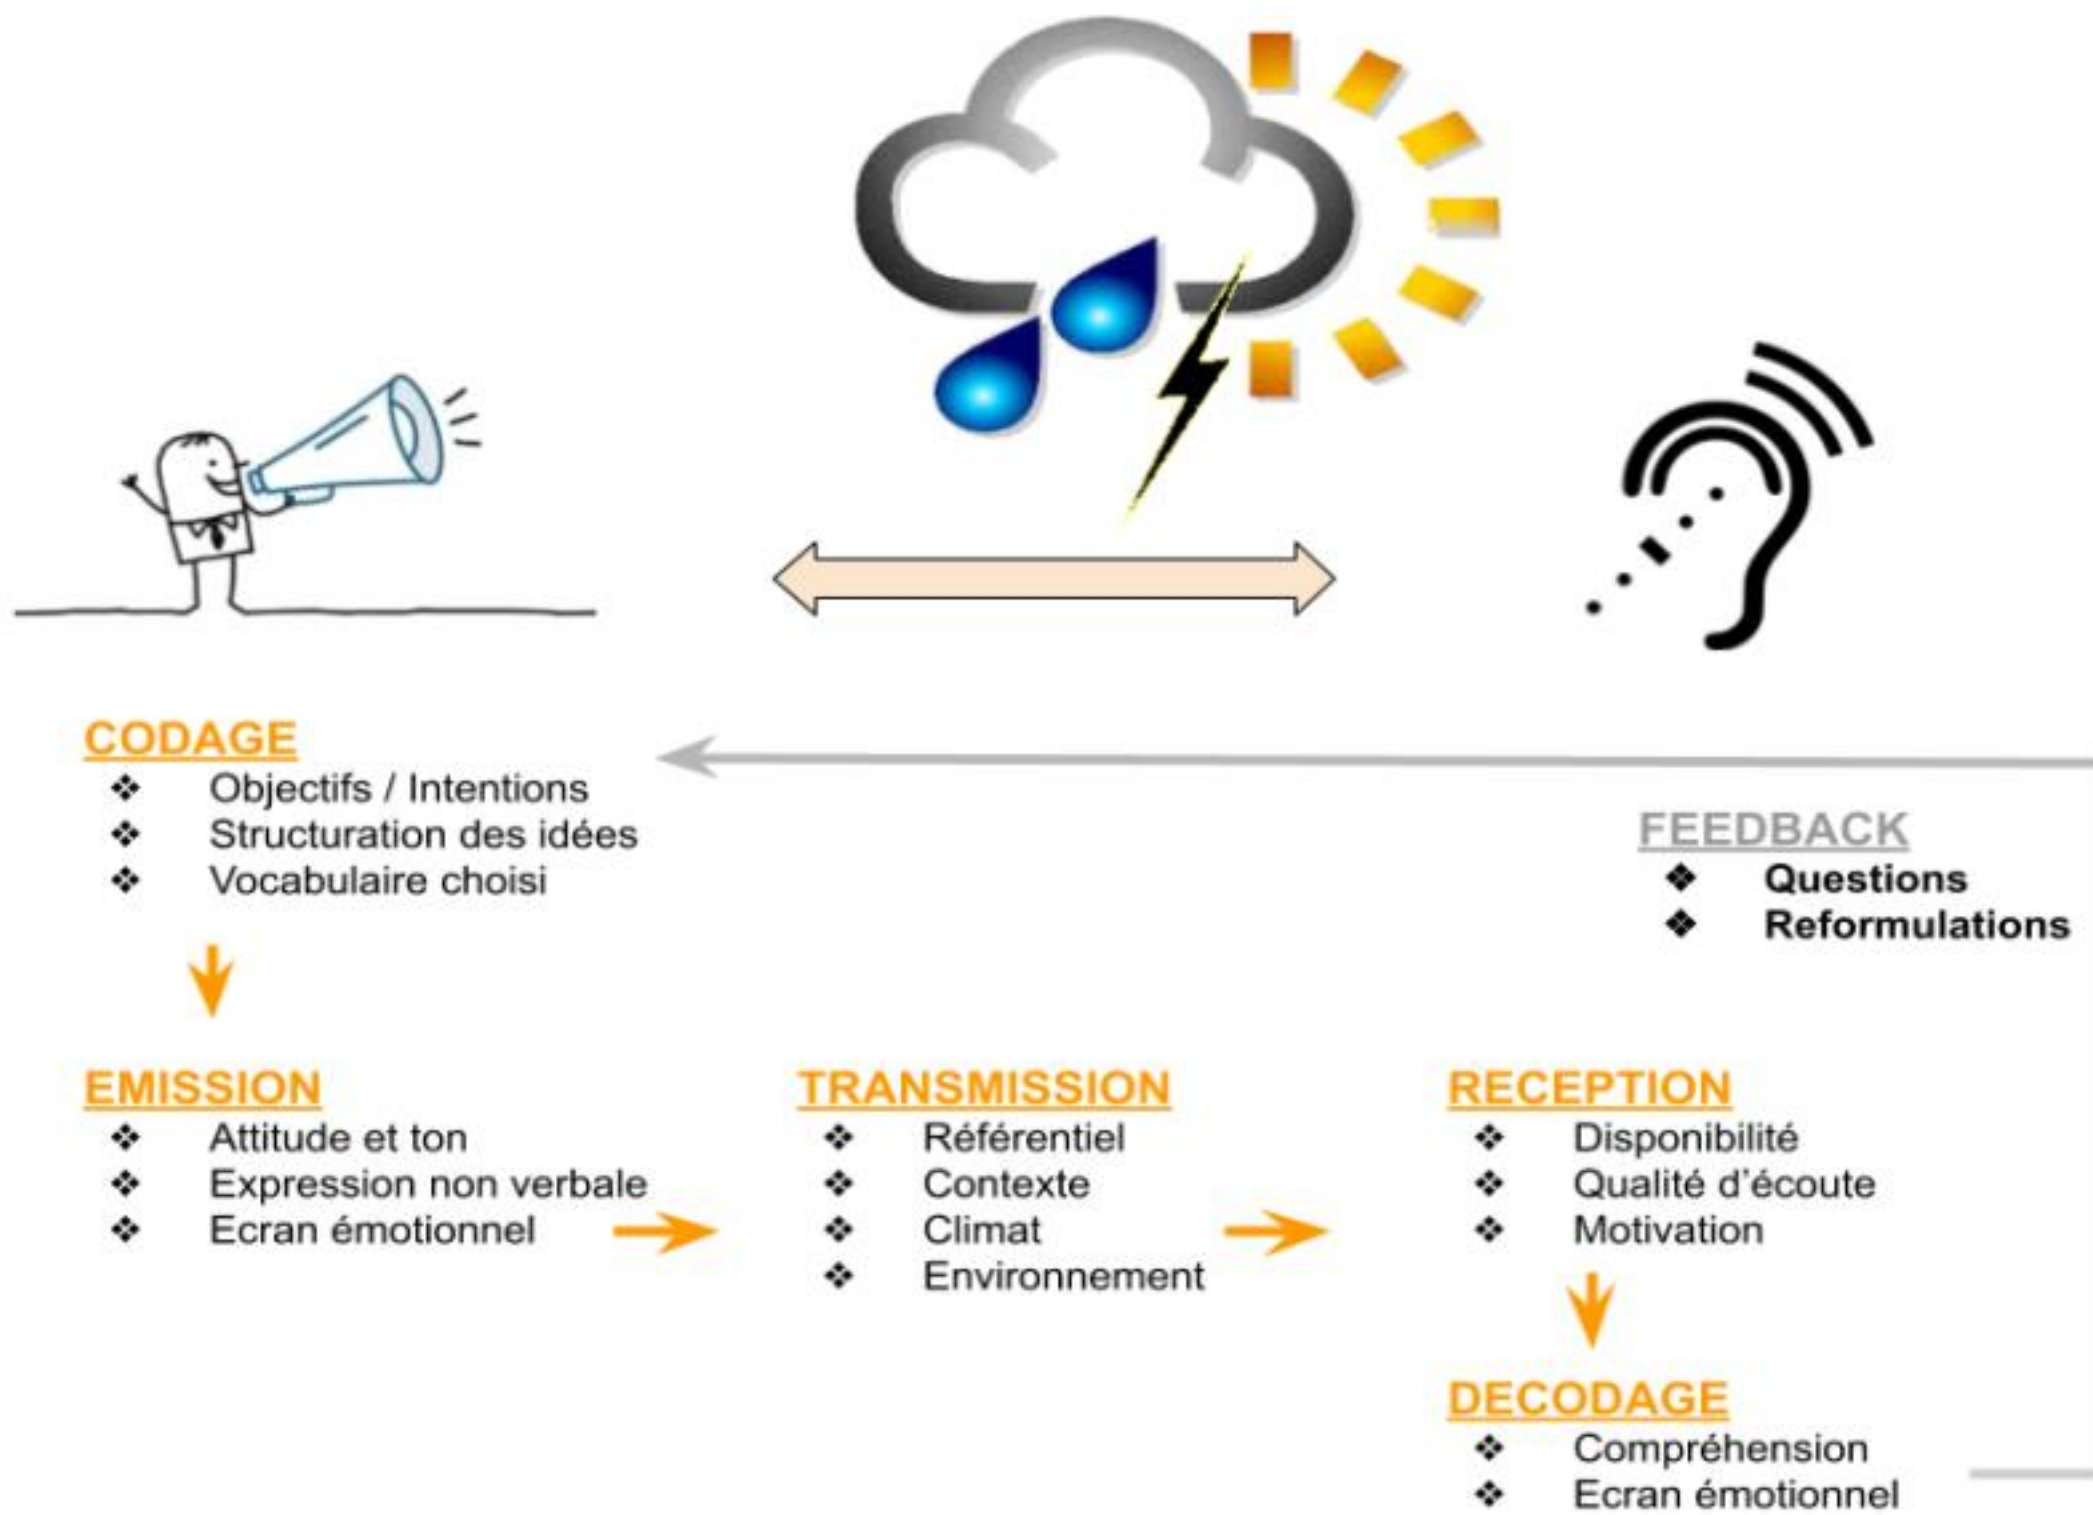 CODAGE
❖ Objectifs / Intentions
❖ Structuration des idées
❖ Vocabulaire choisi
FEEDBACK
❖ Questions
❖ Reformulations
EMISSION
❖ Attitude et ton
❖ Expression non verbale
❖ Ecran émotionnel
TRANSMISSION
❖ Référentiel
❖ Contexte
❖ Climat
❖ Environnement
RECEPTION
❖ Disponibilité
❖ Qualité d'écoute
❖ Motivation
DECODAGE
❖ Compréhension
❖ Ecran émotionnel